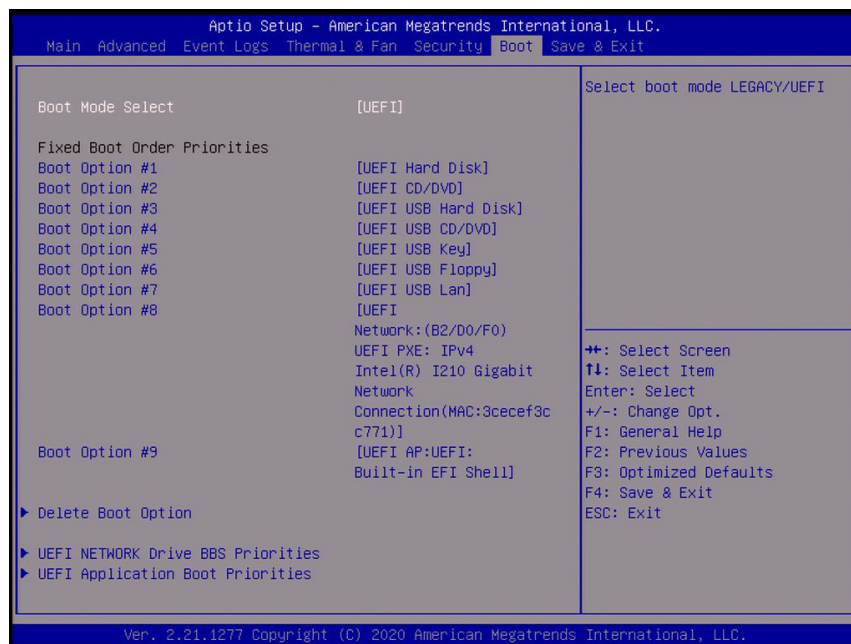 Aptio Setup – American Megatrends International, LLC.
Main Advanced Event Logs Thermal & Fan Security Boot Save & Exit
Boot Mode Select [UEFI]
Fixed Boot Order Priorities
Boot Option #1 [UEFI Hard Disk]
Boot Option #2 [UEFI CD/DVD]
Boot Option #3 [UEFI USB Hard Disk]
Boot Option #4 [UEFI USB CD/DVD]
Boot Option #5 [UEFI USB Key]
Boot Option #6 [UEFI USB Floppy]
Boot Option #7 [UEFI USB Lan]
Boot Option #8 [UEFI
Network:(B2/D0/F0)
UEFI PXE: IPv4
Intel(R) I210 Gigabit
Network
Connection(MAC:3cecef3c
c771)]
Boot Option #9 [UEFI AP:UEFI:
Built-in EFI Shell]
Delete Boot Option
UEFI NETWORK Drive BBS Priorities
UEFI Application Boot Priorities
Select boot mode LEGACY/UEFI
→←: Select Screen
↑↓: Select Item
Enter: Select
+/-: Change Opt.
F1: General Help
F2: Previous Values
F3: Optimized Defaults
F4: Save & Exit
ESC: Exit
Ver. 2.21.1277 Copyright (C) 2020 American Megatrends International, LLC.